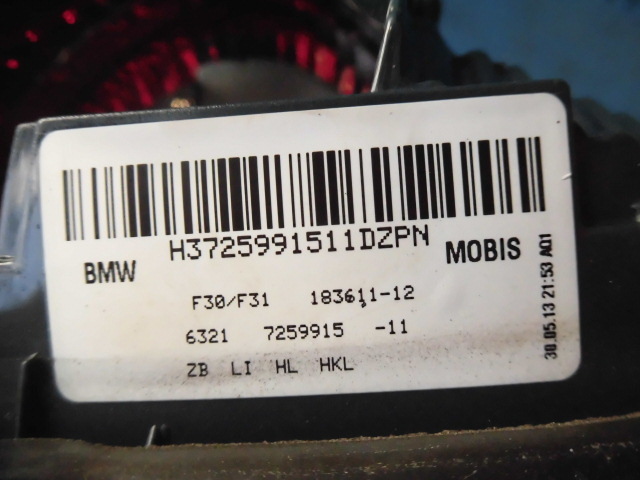 H3725991511DZPN
BMW
MOBIS
F30/F31 183611-12
6321 7259915 -11
ZB LI HL HKL
30.05.13 21:53 A01